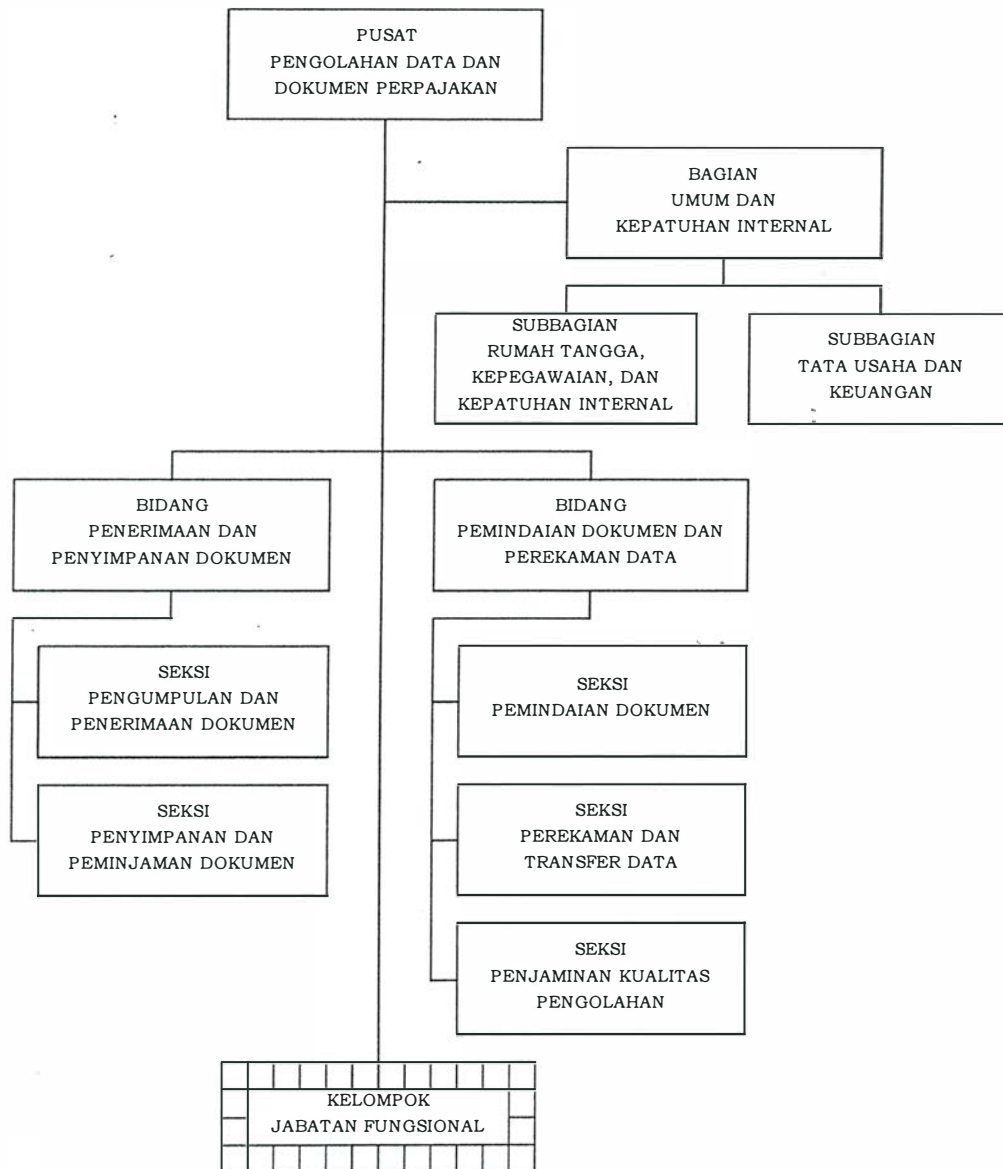 PUSAT
PENGOLAHAN DATA DAN
DOKUMEN PERPAJAKAN
BAGIAN
UMUM DAN
KEPATUHAN INTERNAL
SUBBAGIAN
RUMAH TANGGA,
KEPEGAWAIAN, DAN
KEPATUHAN INTERNAL
SUBBAGIAN
TATA USAHA DAN
KEUANGAN
BIDANG
PENERIMAAN DAN
PENYIMPANAN DOKUMEN
BIDANG
PEMINDAIAN DOKUMEN DAN
PEREKAMAN DATA
SEKSI
PENGUMPULAN DAN
PENERIMAAN DOKUMEN
SEKSI
PENYIMPANAN DAN
PEMINJAMAN DOKUMEN
SEKSI
PEMINDAIAN DOKUMEN
SEKSI
PEREKAMAN DAN
TRANSFER DATA
SEKSI
PENJAMINAN KUALITAS
PENGOLAHAN
KELOMPOK
JABATAN FUNGSIONAL